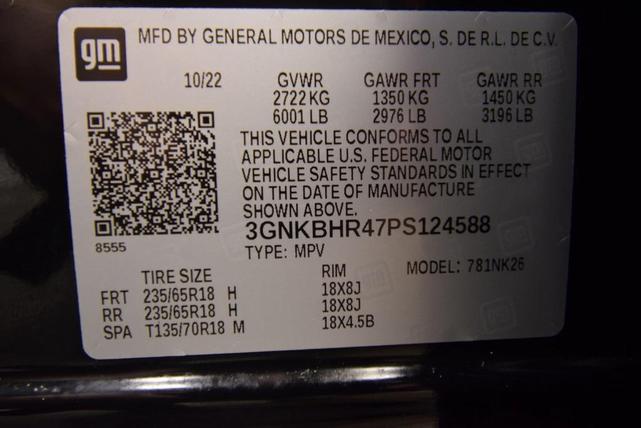 gm MFD BY GENERAL MOTORS DE MEXICO, S. DE R.L. DE C.V.
10/22 GVWR GAWR FRT GAWR RR
2722 KG 1350 KG 1450 KG
6001 LB 2976 LB 3196 LB
THIS VEHICLE CONFORMS TO ALL
APPLICABLE U.S. FEDERAL MOTOR
VEHICLE SAFETY STANDARDS IN EFFECT
ON THE DATE OF MANUFACTURE
SHOWN ABOVE.
3GNKBHR47PS124588
8555
TYPE: MPV
MODEL: 781NK26
TIRE SIZE RIM
FRT 235/65R18 H 18X8J
RR 235/65R18 H 18X8J
SPA T135/70R18 M 18X4.5B